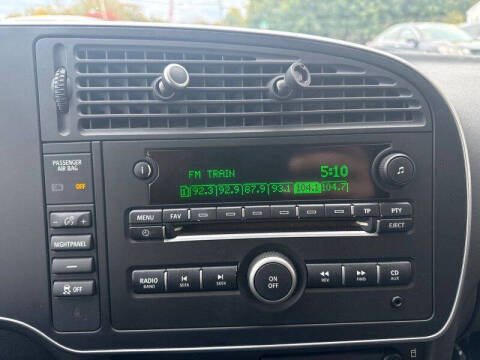 PASSENGER
AIR BAG
OFF
NIGHTPANEL
OFF
FM TRAIN 5:10
1 92.3 92.9 87.9 93.1 104.1 104.7
MENU FAV TP PTY
EJECT
RADIO
BAND
SEEK
SEEK
ON
OFF
REV
FWD
CD
AUX